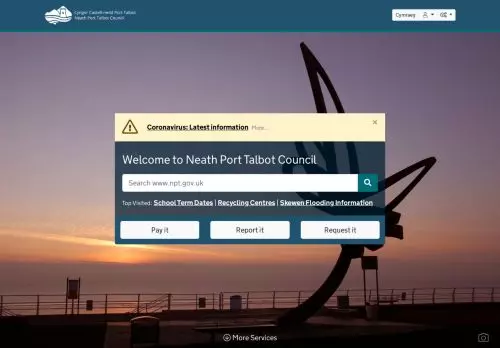 Cyngor Castell-nedd Port Talbot
Neath Port Talbot Council
Cymraeg
Coronavirus: Latest information More...
×
Welcome to Neath Port Talbot Council
Search www.npt.gov.uk
Top Visited: School Term Dates | Recycling Centres | Skewen Flooding Information
Pay it Report it Request it
More Services